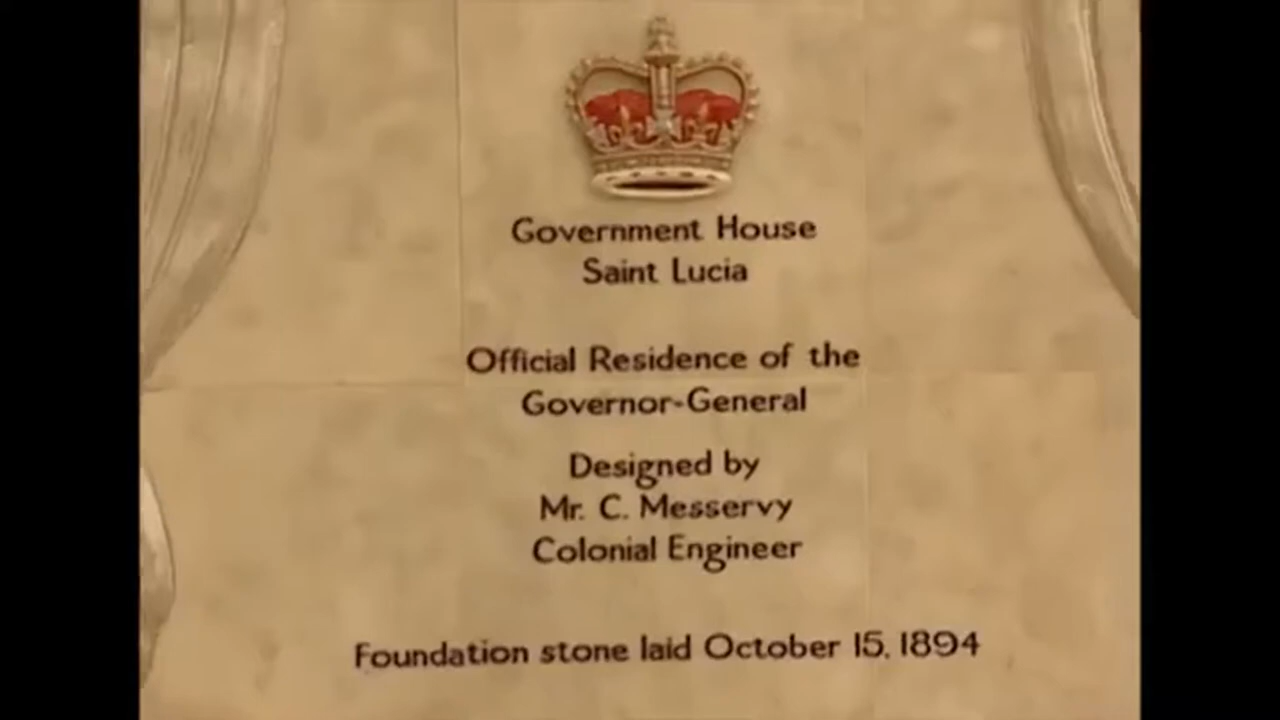 Government House
Saint Lucia
Official Residence of the
Governor-General
Designed by
Mr. C. Messervy
Colonial Engineer
Foundation stone laid October 15, 1894